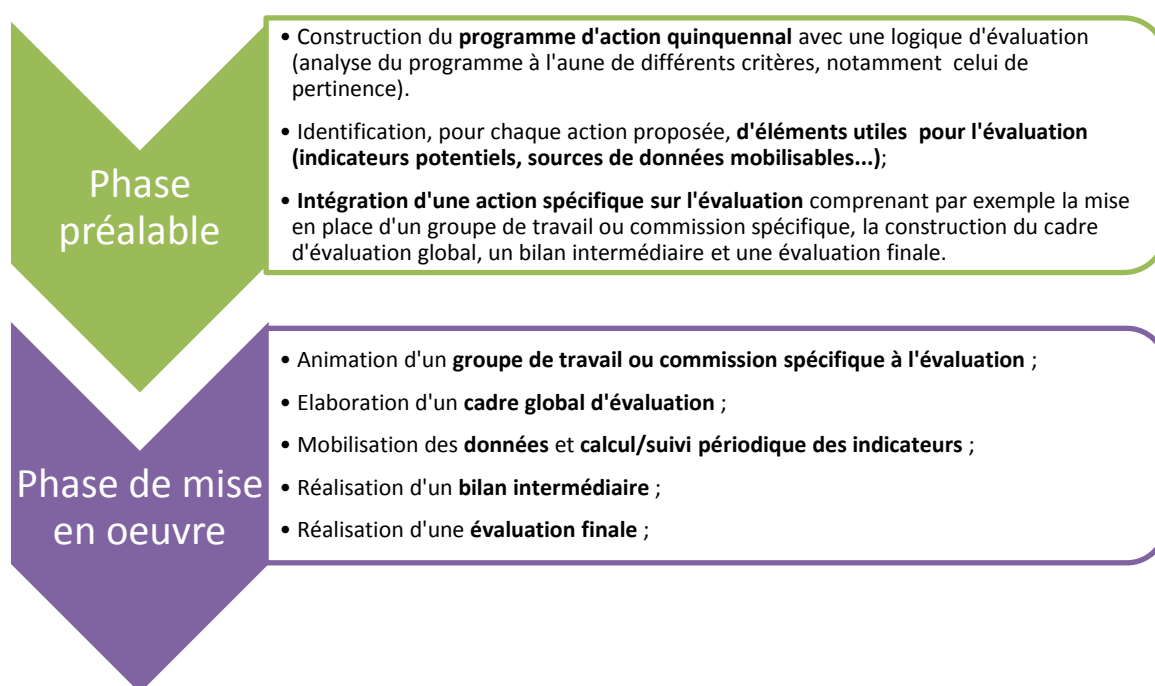 Phase
préalable
• Construction du programme d'action quinquennal avec une logique d'évaluation
(analyse du programme à l'aune de différents critères, notamment celui de
pertinence).
• Identification, pour chaque action proposée, d'éléments utiles pour l'évaluation
(indicateurs potentiels, sources de données mobilisables...);
• Intégration d'une action spécifique sur l'évaluation comprenant par exemple la mise
en place d'un groupe de travail ou commission spécifique, la construction du cadre
d'évaluation global, un bilan intermédiaire et une évaluation finale.
Phase de mise
en oeuvre
• Animation d'un groupe de travail ou commission spécifique à l'évaluation ;
• Elaboration d'un cadre global d'évaluation ;
• Mobilisation des données et calcul/suivi périodique des indicateurs ;
• Réalisation d'un bilan intermédiaire ;
• Réalisation d'une évaluation finale ;